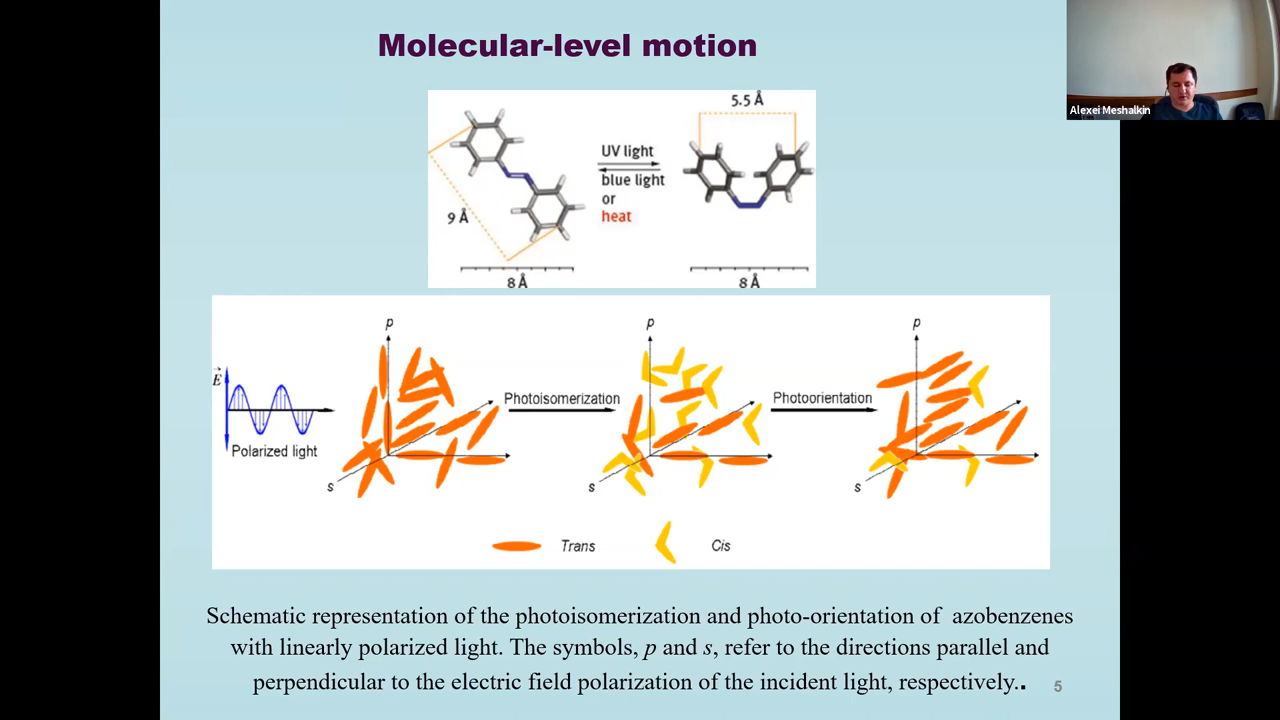 Molecular-level motion
Alexei Meshalkin
5.5 Å
UV light
blue light
or
heat
9 Å
8 Å
8 Å
p
p
p
E
Photoisomerization
Photoorientation
Polarized light
s
s
s
Trans
Cis
Schematic representation of the photoisomerization and photo-orientation of azobenzenes
with linearly polarized light. The symbols, p and s, refer to the directions parallel and
perpendicular to the electric field polarization of the incident light, respectively..
5